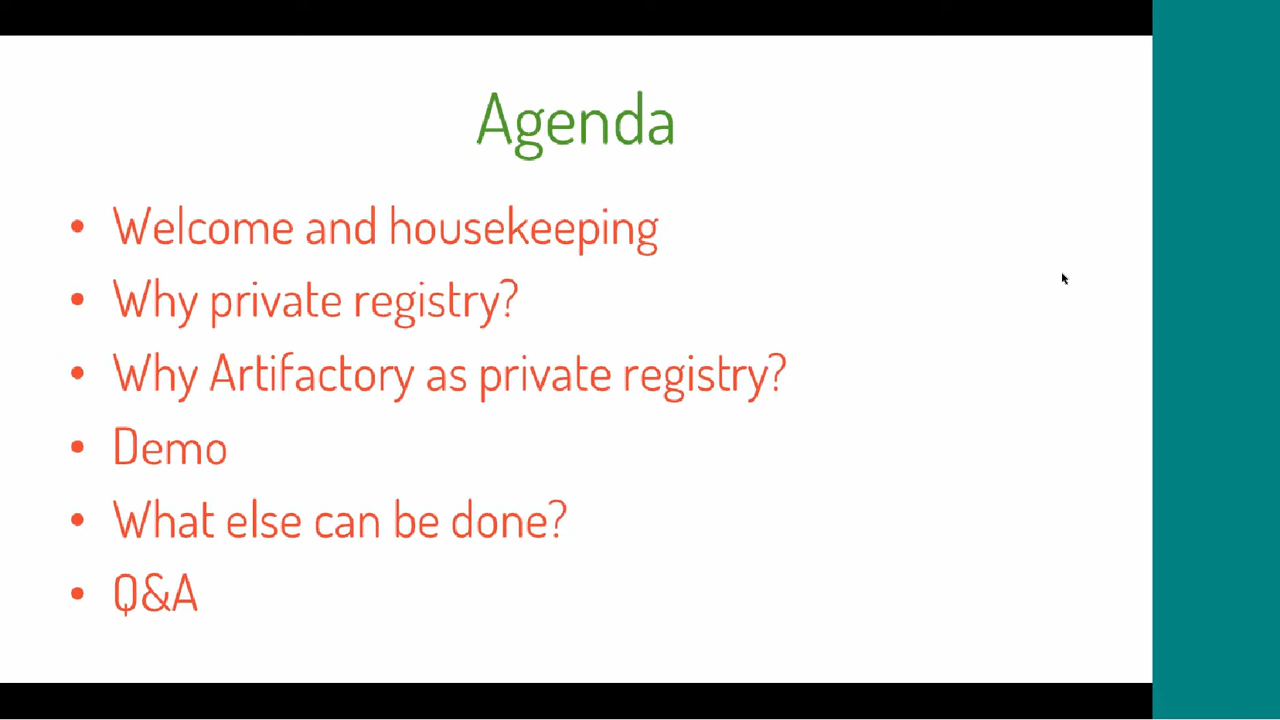 Agenda
• Welcome and housekeeping
• Why private registry?
• Why Artifactory as private registry?
• Demo
• What else can be done?
• Q&A